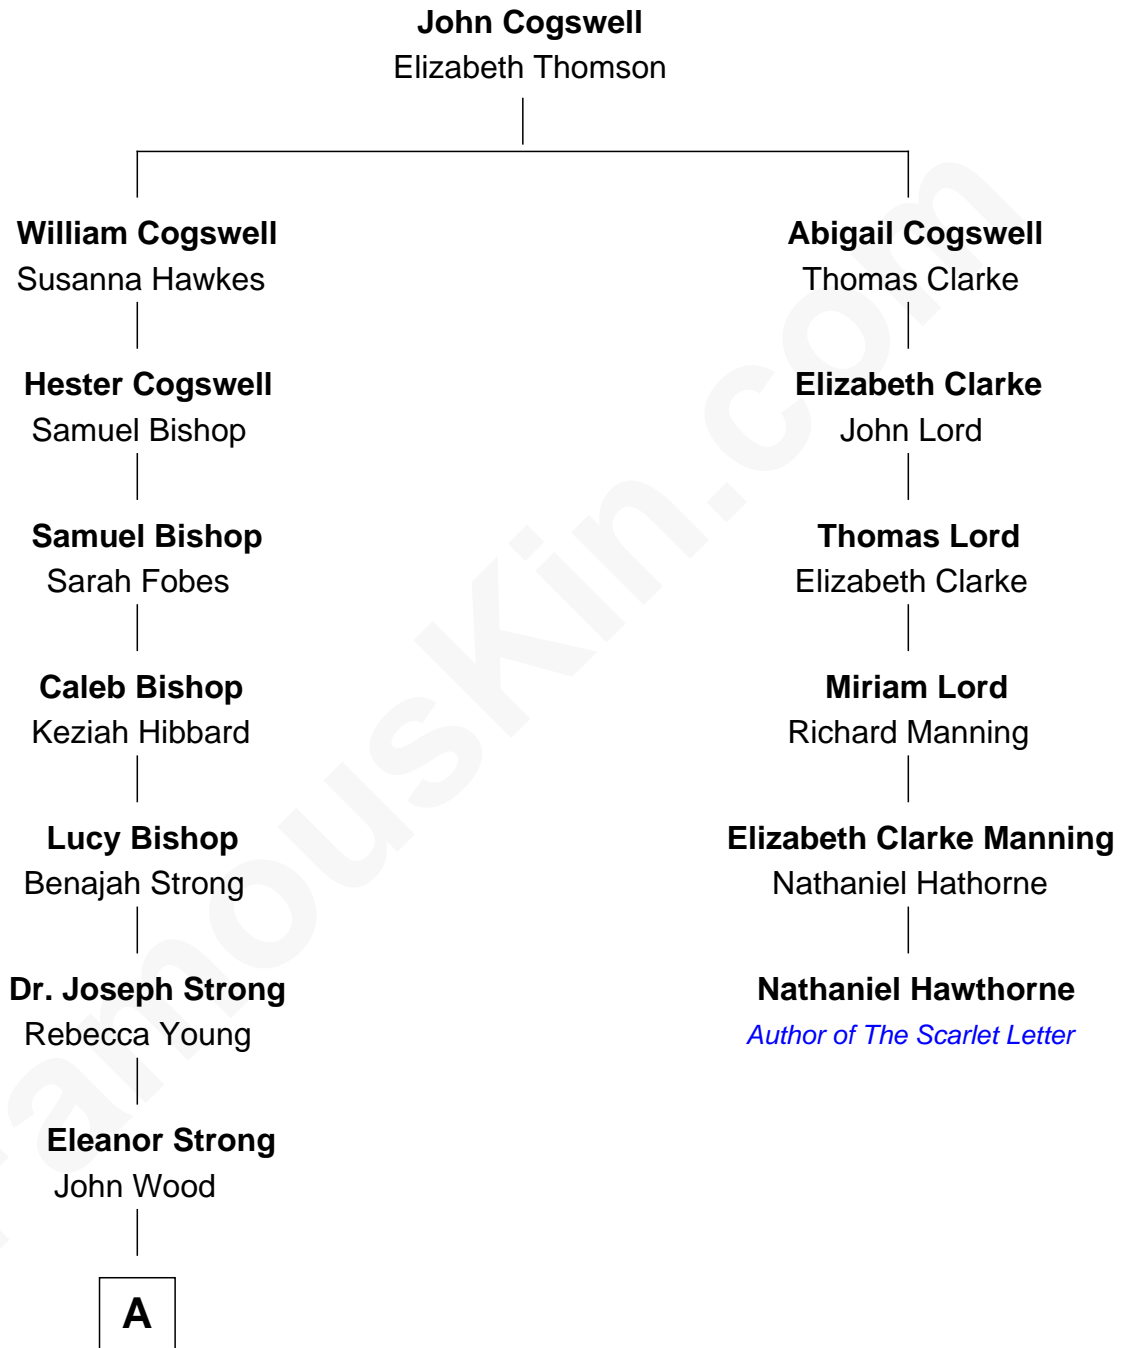 John Cogswell
Elizabeth Thomson
William Cogswell
Susanna Hawkes
Hester Cogswell
Samuel Bishop
Samuel Bishop
Sarah Fobes
Caleb Bishop
Keziah Hibbard
Lucy Bishop
Benajah Strong
Dr. Joseph Strong
Rebecca Young
Eleanor Strong
John Wood
A
Abigail Cogswell
Thomas Clarke
Elizabeth Clarke
John Lord
Thomas Lord
Elizabeth Clarke
Miriam Lord
Richard Manning
Elizabeth Clarke Manning
Nathaniel Hathorne
Nathaniel Hawthorne
Author of The Scarlet Letter
FamousKin.com